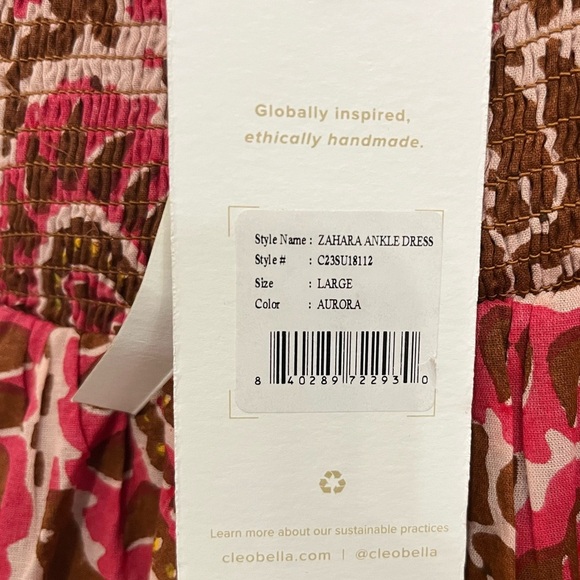 Globally inspired,
ethically handmade.
Style Name : ZAHARA ANKLE DRESS
Style # : C23SU18112
Size : LARGE
Color : AURORA
8 40289 72293 0
Learn more about our sustainable practices
cleobella.com | @cleobella